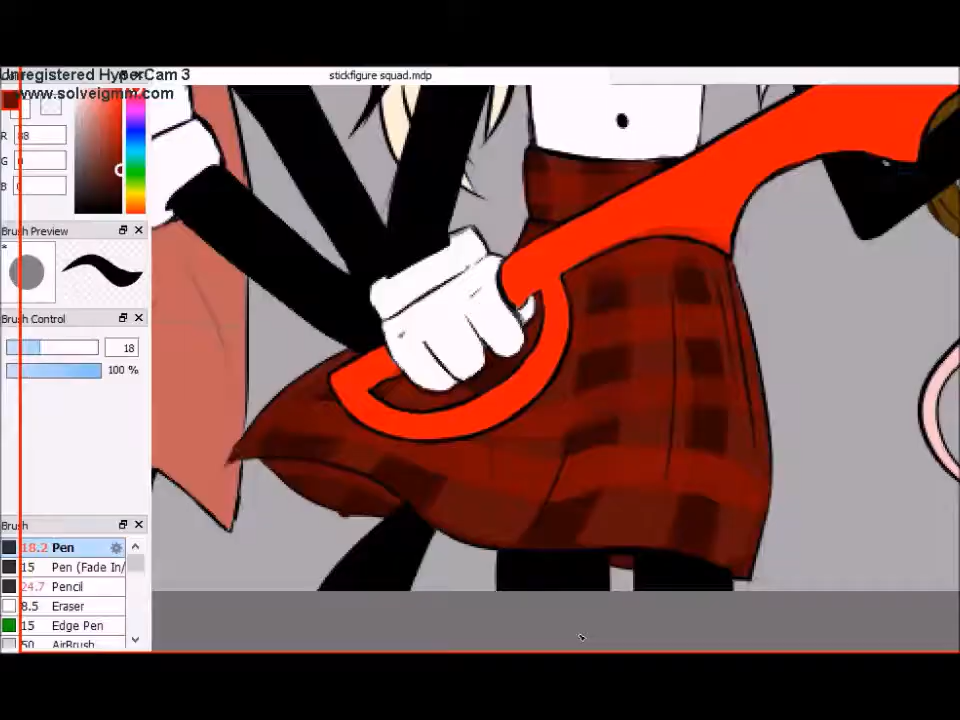 Unregistered HyperCam 3
www.solveigmm.com
stickfigure squad.mdp
R
G
B
Brush Preview
*
Brush Control
18
100 %
Brush
18.2 Pen
15 Pen (Fade In/
24.7 Pencil
8.5 Eraser
15 Edge Pen
50 AirBrush